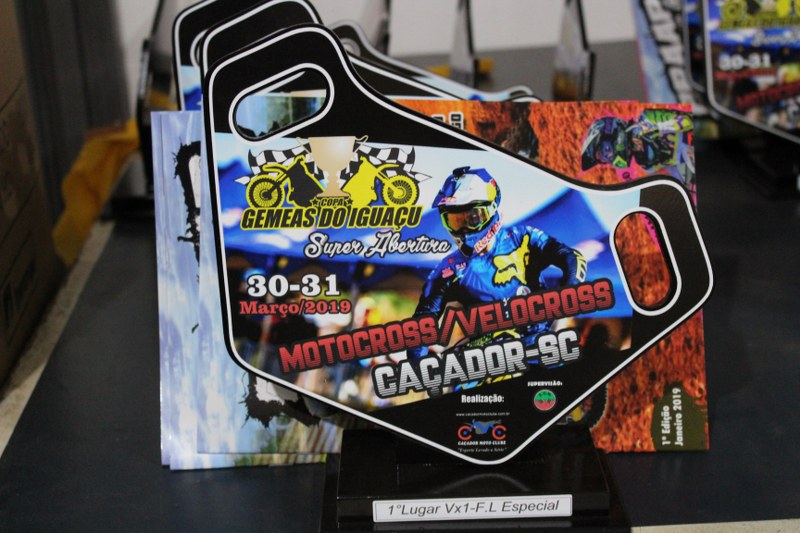 COPA
GEMEAS DO IGUAÇU
Super Abertura
30-31
Março/2019
MOTOCROSS/VELOCROSS
CAÇADOR-SC
Realização:
SUPERVISÃO:
CAÇADOR MOTO CLUBE
1ª Edição
Janeiro 2019
1°Lugar Vx1-F.L Especial
30-31